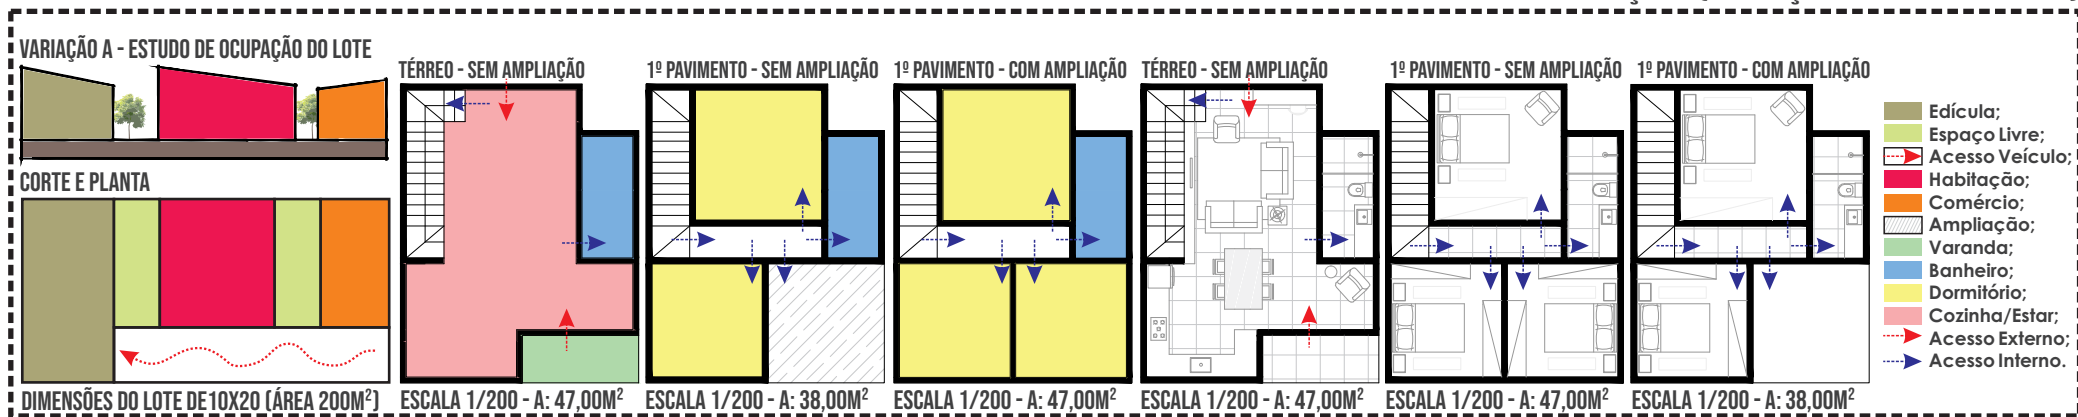 VARIAÇÃO A - ESTUDO DE OCUPAÇÃO DO LOTE
CORTE E PLANTA
DIMENSÕES DO LOTE DE 10X20 (ÁREA 200M²)
TÉRREO - SEM AMPLIAÇÃO
ESCALA 1/200 - A: 47,00M²
1º PAVIMENTO - SEM AMPLIAÇÃO
ESCALA 1/200 - A: 38,00M²
1º PAVIMENTO - COM AMPLIAÇÃO
ESCALA 1/200 - A: 47,00M²
TÉRREO - SEM AMPLIAÇÃO
ESCALA 1/200 - A: 47,00M²
1º PAVIMENTO - SEM AMPLIAÇÃO
ESCALA 1/200 - A: 47,00M²
1º PAVIMENTO - COM AMPLIAÇÃO
ESCALA 1/200 - A: 38,00M²
Edícula;
Espaço Livre;
Acesso Veículo;
Habitação;
Comércio;
Ampliação;
Varanda;
Banheiro;
Dormitório;
Cozinha/Estar;
Acesso Externo;
Acesso Interno.